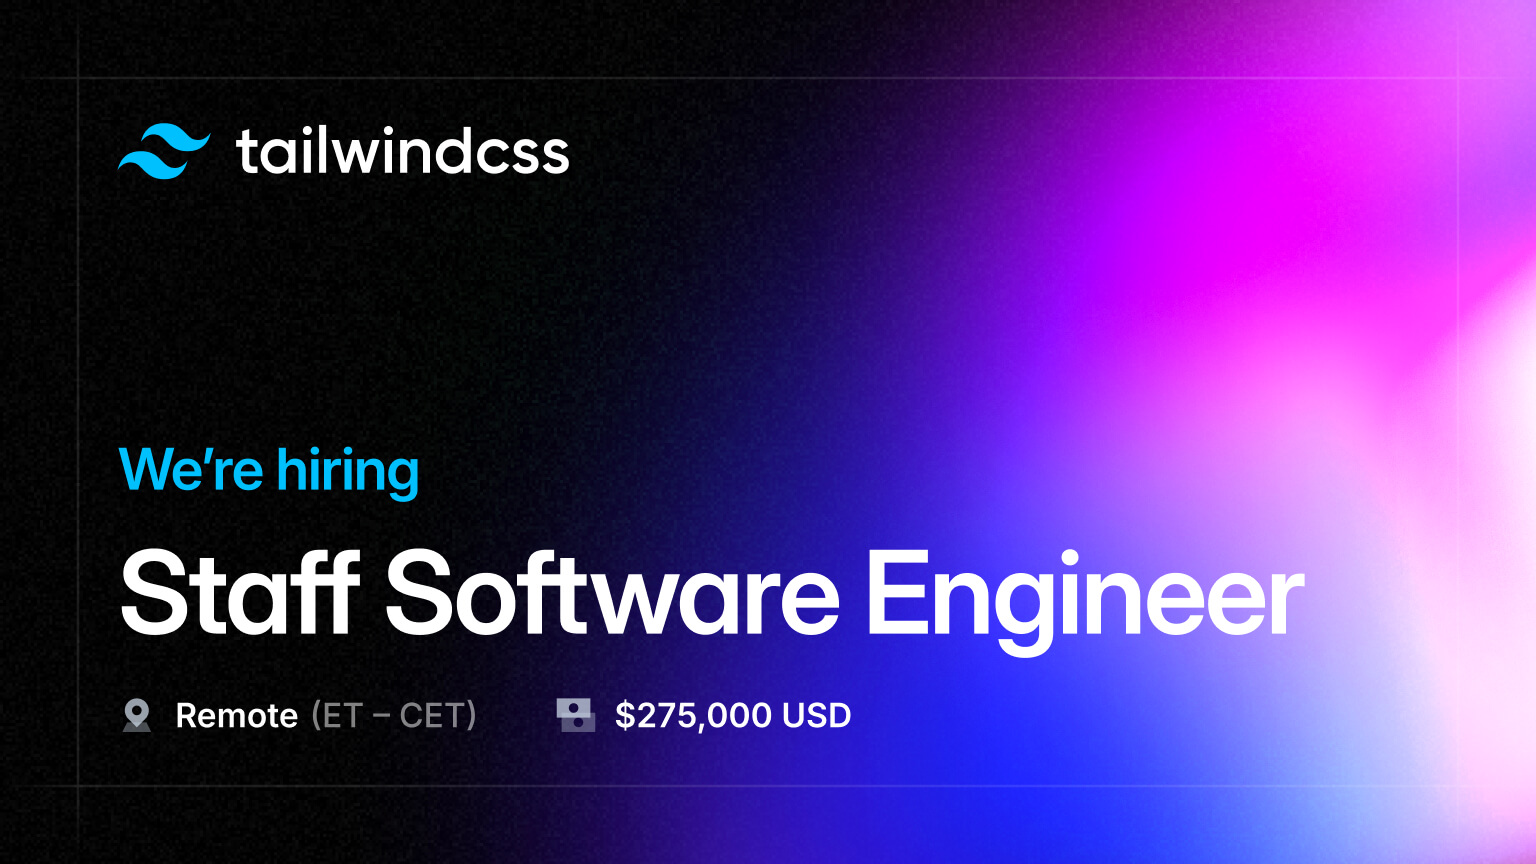 tailwindcss
We’re hiring
Staff Software Engineer
Remote (ET – CET)
$275,000 USD